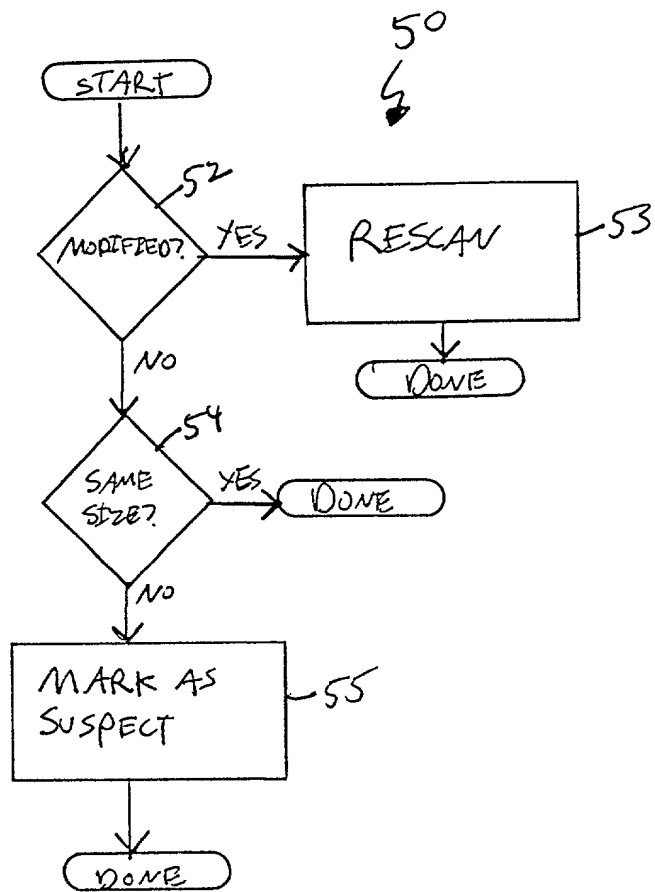 50
START
52
MODIFIED?
YES
RESCAN
53
NO
DONE
54
SAME
SIZE?
YES
DONE
NO
MARK AS
SUSPECT
55
DONE